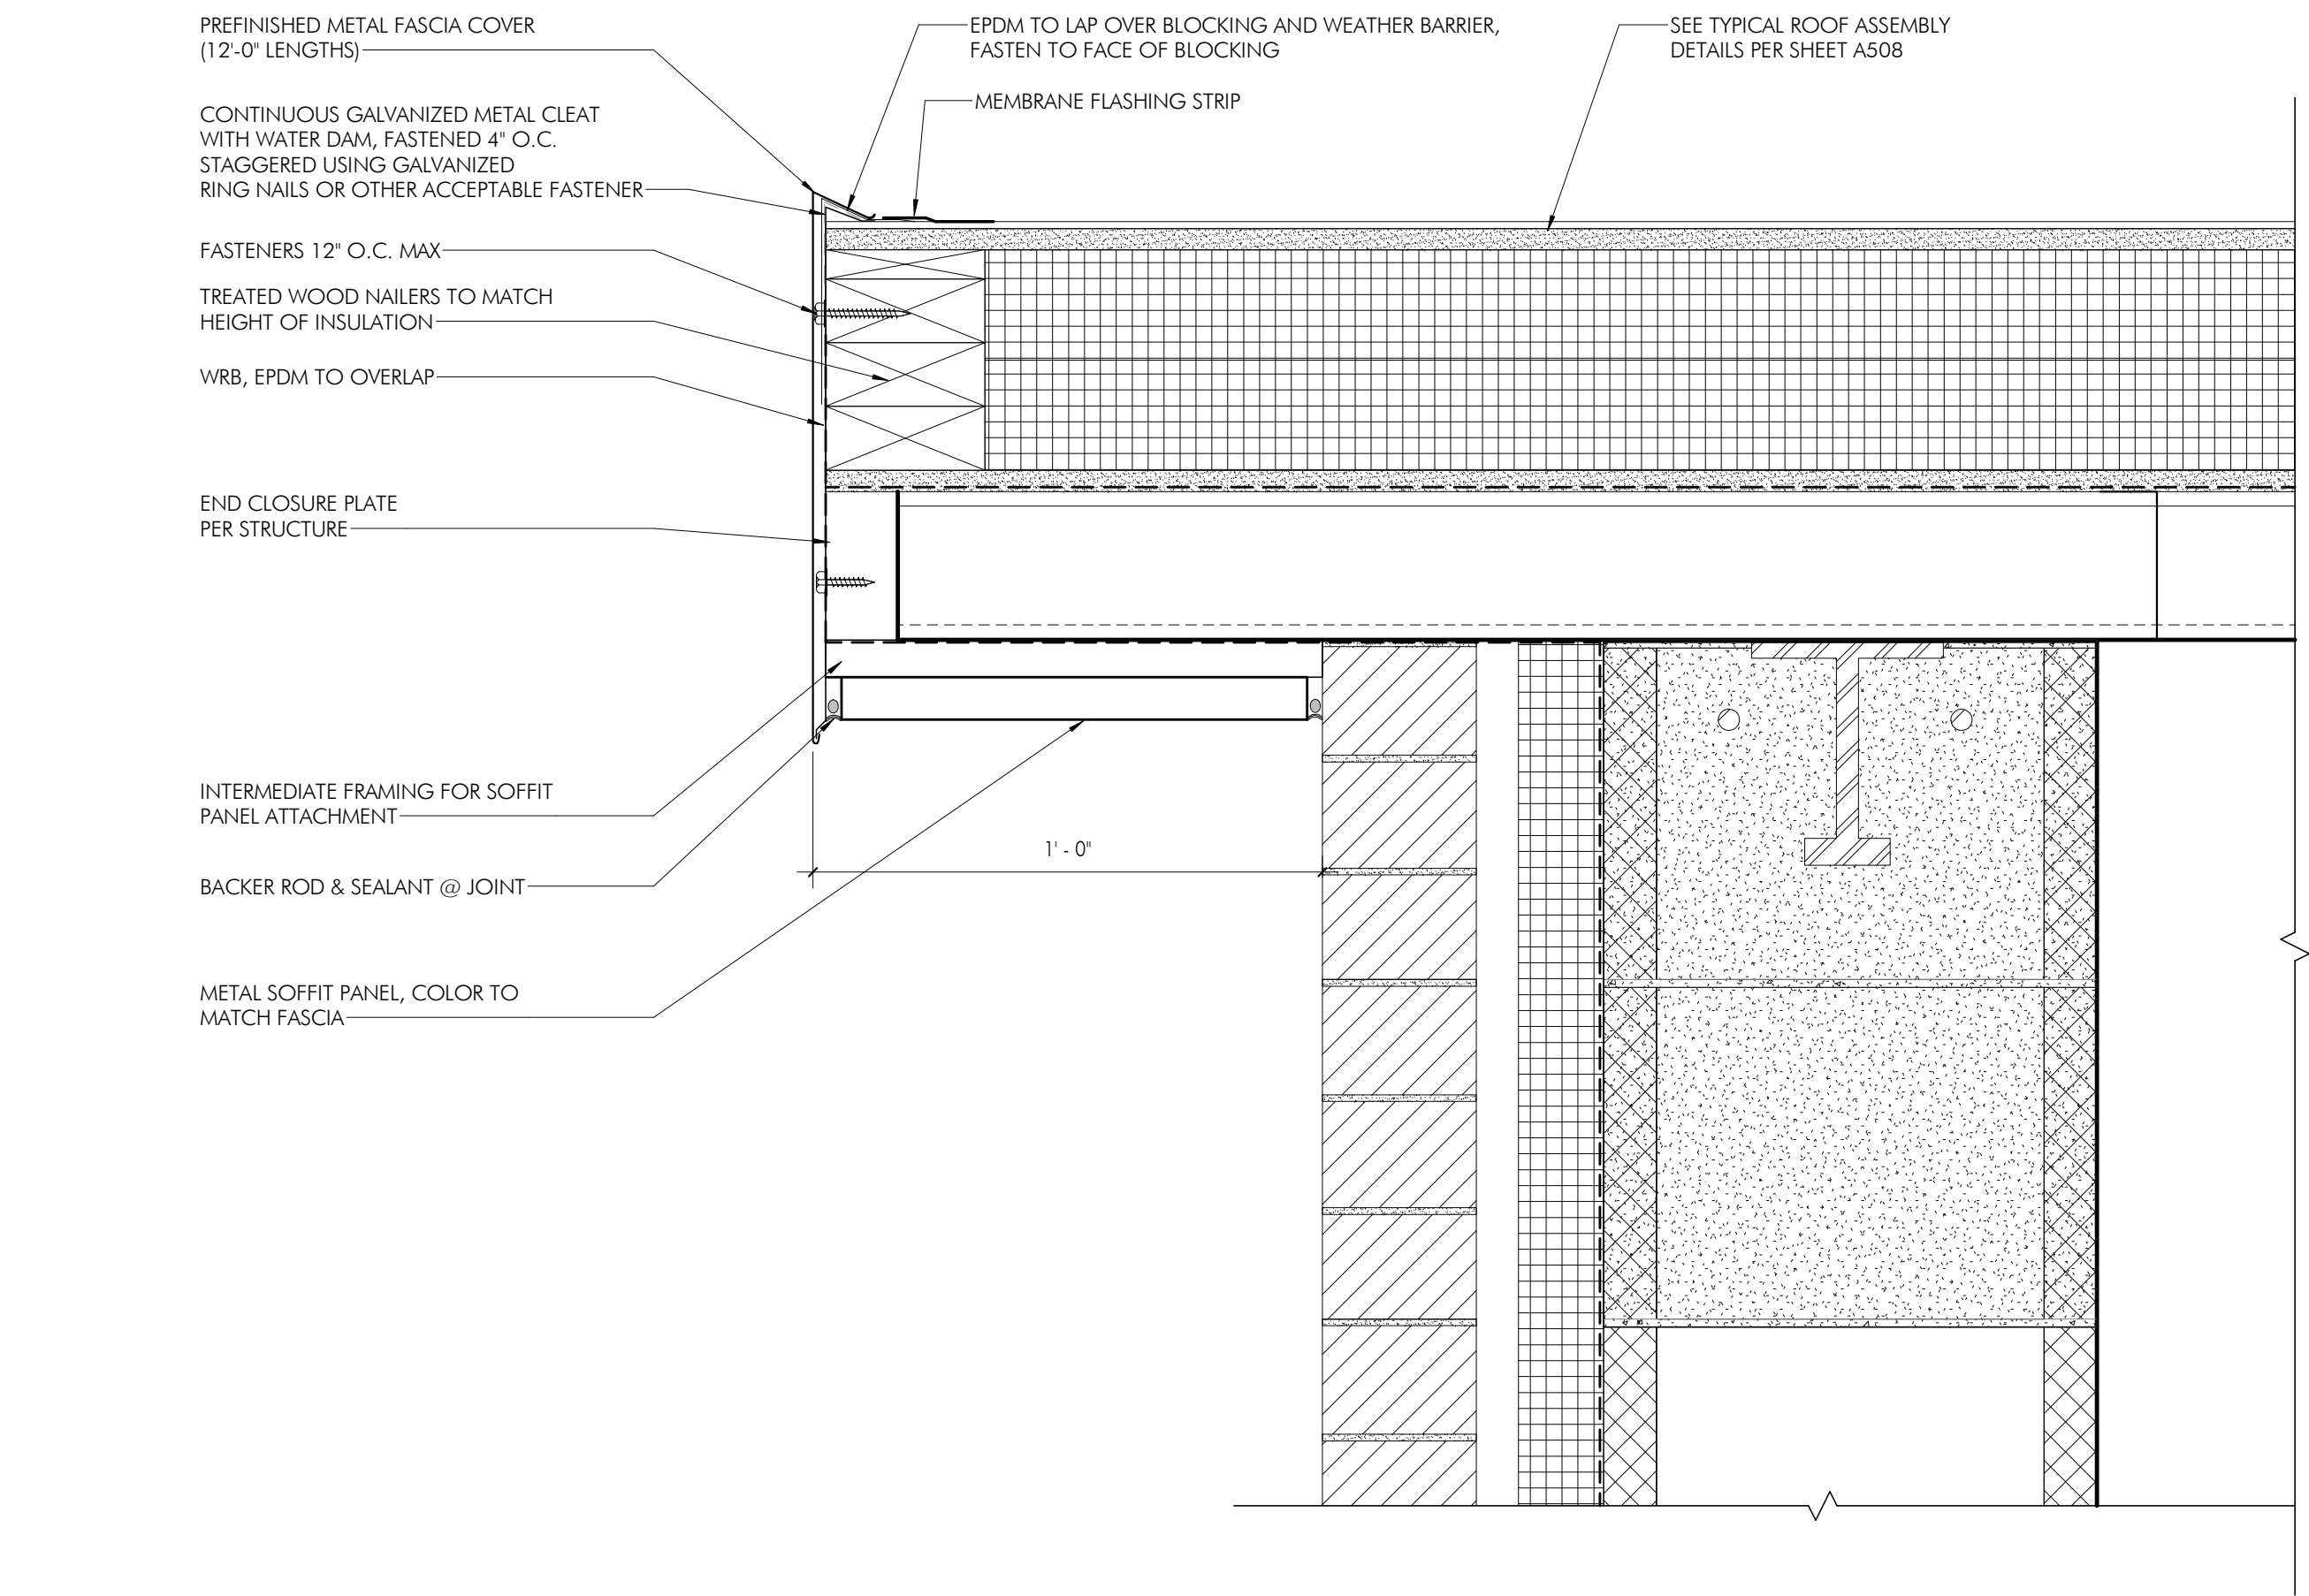 PREFINISHED METAL FASCIA COVER
(12'-0" LENGTHS)
CONTINUOUS GALVANIZED METAL CLEAT
WITH WATER DAM, FASTENED 4" O.C.
STAGGERED USING GALVANIZED
RING NAILS OR OTHER ACCEPTABLE FASTENER
FASTENERS 12" O.C. MAX
TREATED WOOD NAILERS TO MATCH
HEIGHT OF INSULATION
WRB, EPDM TO OVERLAP
END CLOSURE PLATE
PER STRUCTURE
INTERMEDIATE FRAMING FOR SOFFIT
PANEL ATTACHMENT
BACKER ROD & SEALANT @ JOINT
METAL SOFFIT PANEL, COLOR TO
MATCH FASCIA
EPDM TO LAP OVER BLOCKING AND WEATHER BARRIER,
FASTEN TO FACE OF BLOCKING
MEMBRANE FLASHING STRIP
SEE TYPICAL ROOF ASSEMBLY
DETAILS PER SHEET A508
1' - 0"